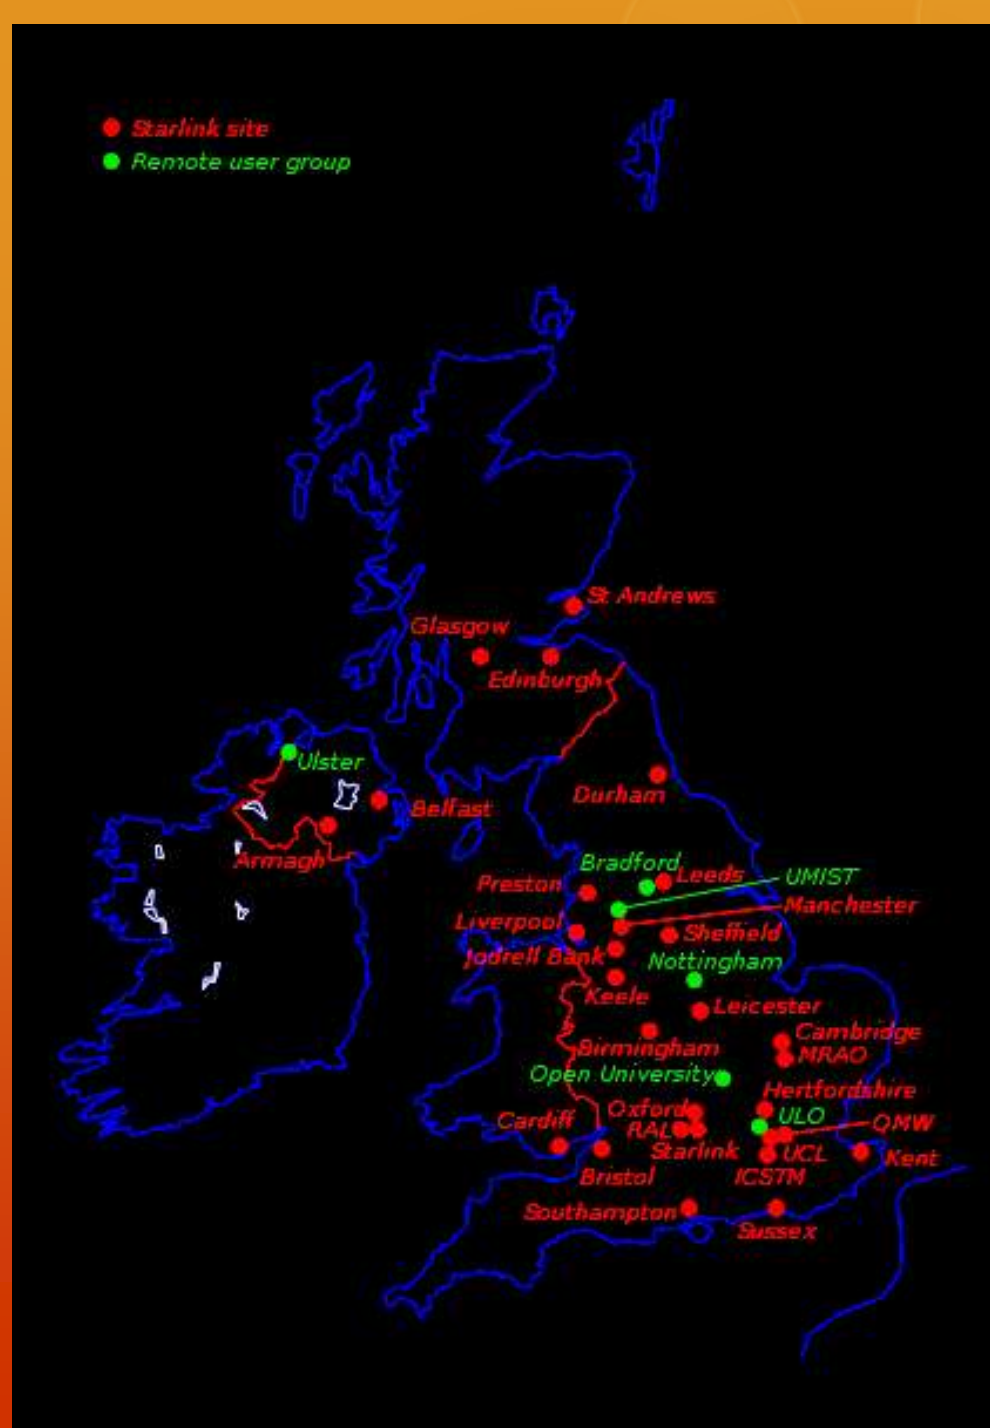 Starlink site
Remote user group
St Andrews
Glasgow
Edinburgh
Ulster
Durham
Belfast
Armagh
Bradford
Leeds
UMIST
Preston
Manchester
Liverpool
Sheffield
Jodrell Bank
Nottingham
Keele
Leicester
Cambridge
Birmingham
MRAO
Open University
Hertfordshire
Oxford
ULO
Cardiff
QMW
RAL
Starlink
UCL
Kent
Bristol
ICSTM
Southampton
Sussex